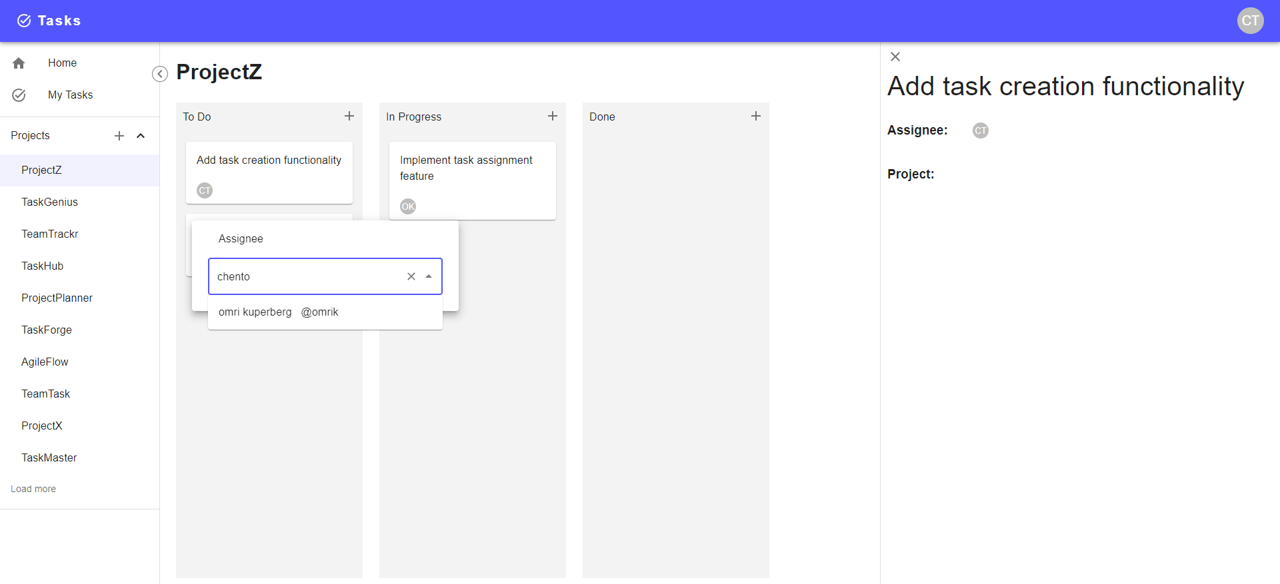 Tasks
CT
Home
My Tasks
Projects
ProjectZ
TaskGenius
TeamTrackr
TaskHub
ProjectPlanner
TaskForge
AgileFlow
TeamTask
ProjectX
TaskMaster
Load more
ProjectZ
To Do
Add task creation functionality
CT
In Progress
Implement task assignment
feature
OK
Done
Assignee
chento
omri kuperberg @omrik
Add task creation functionality
Assignee:
CT
Project: